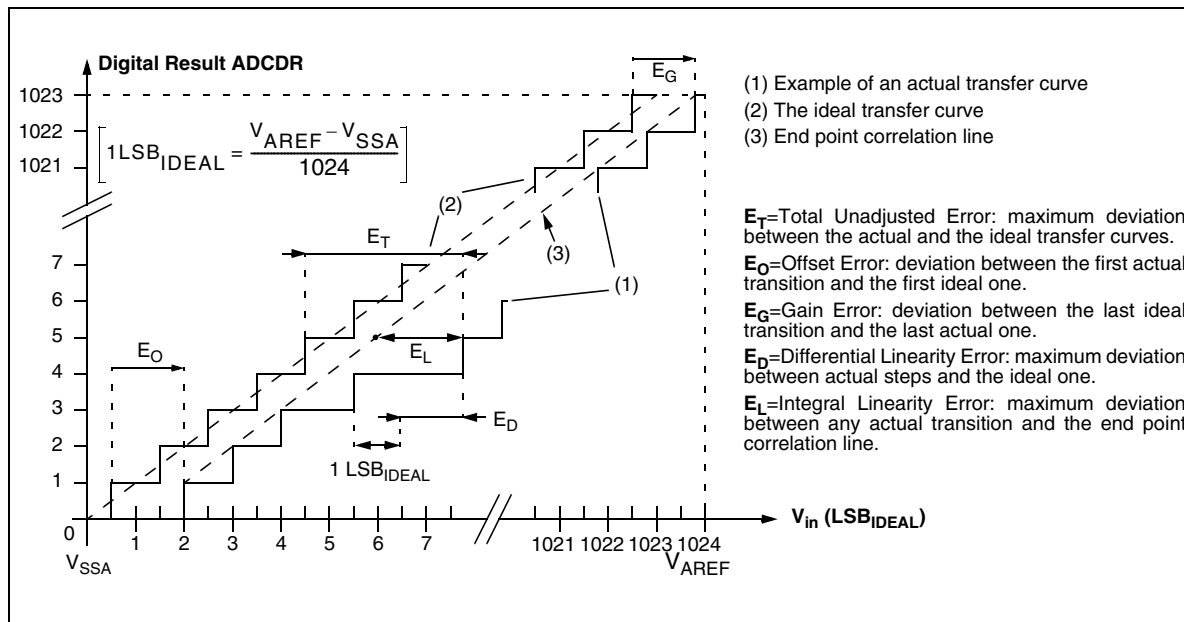 Digital Result ADCDR
1023
1022
1021
1LSB_IDEAL = (V_AREF – V_SSA) / 1024
(2)
E_G
(3)
(1)
E_T
7
6
5
4
3
2
1
0
E_O
E_L
E_D
1 LSB_IDEAL
1 2 3 4 5 6 7 1021 1022 1023 1024
V_in (LSB_IDEAL)
V_SSA
V_AREF
(1) Example of an actual transfer curve
(2) The ideal transfer curve
(3) End point correlation line
E_T=Total Unadjusted Error: maximum deviation
between the actual and the ideal transfer curves.
E_O=Offset Error: deviation between the first actual
transition and the first ideal one.
E_G=Gain Error: deviation between the last ideal
transition and the last actual one.
E_D=Differential Linearity Error: maximum deviation
between actual steps and the ideal one.
E_L=Integral Linearity Error: maximum deviation
between any actual transition and the end point
correlation line.